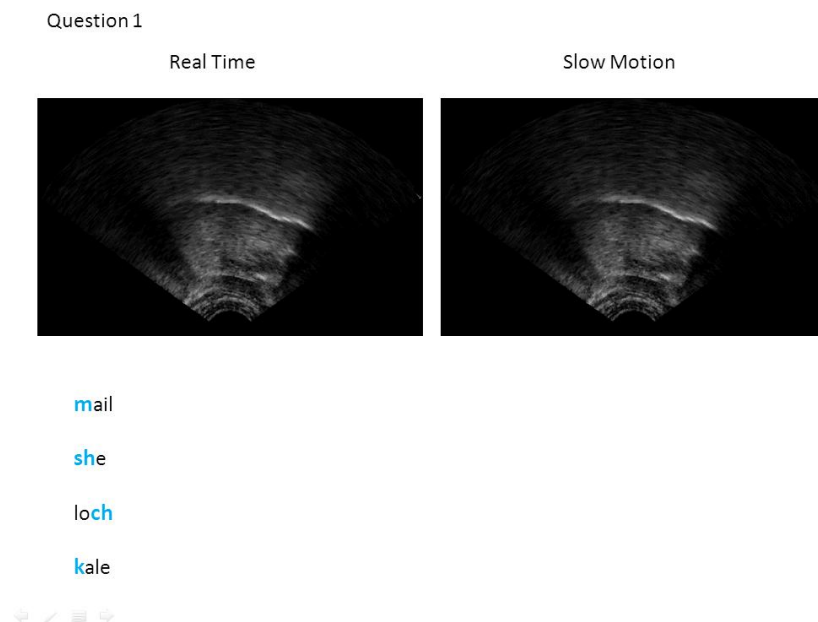 Question 1
Real Time
Slow Motion
mail
she
loch
kale